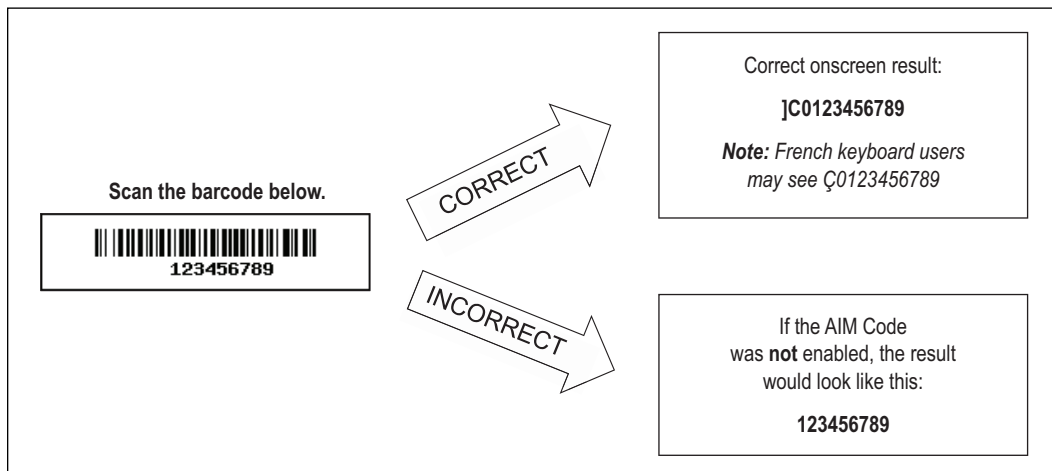 Scan the barcode below.
123456789
CORRECT
Correct onscreen result:
]C0123456789
Note: French keyboard users
may see Ç0123456789
INCORRECT
If the AIM Code
was not enabled, the result
would look like this:
123456789